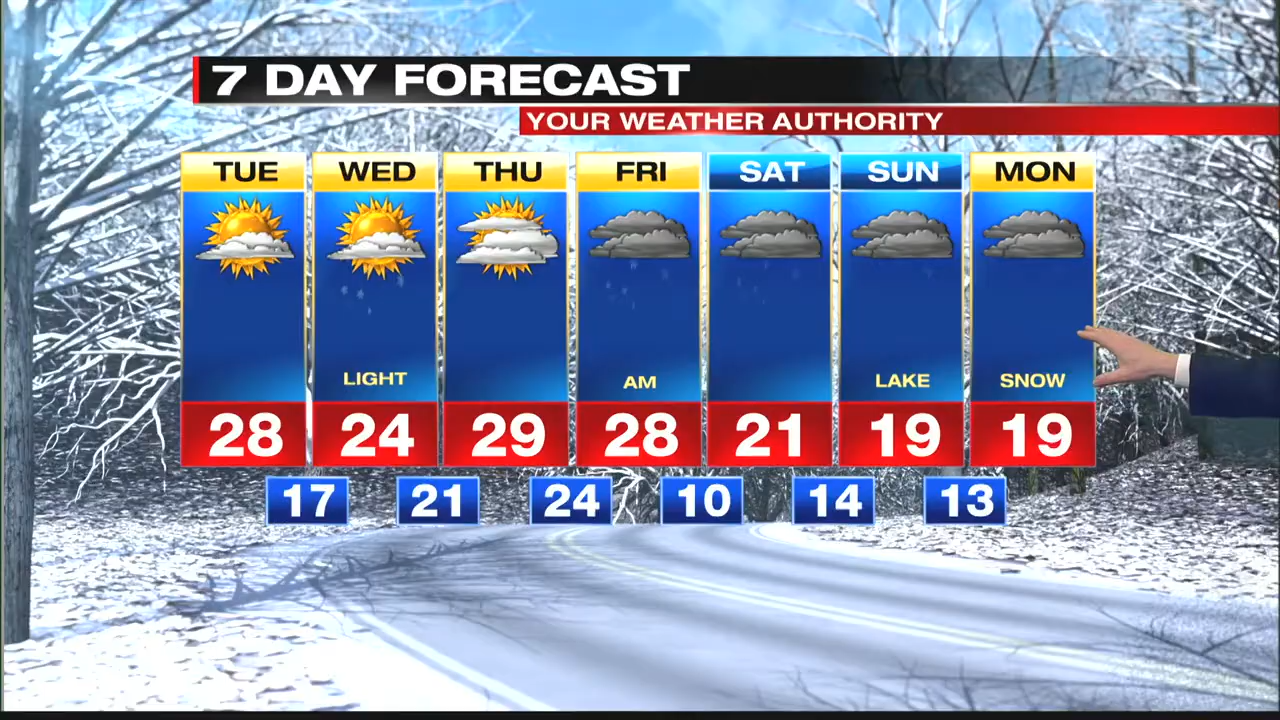 7 DAY FORECAST
YOUR WEATHER AUTHORITY
TUE WED THU FRI SAT SUN MON
LIGHT AM LAKE SNOW
28 24 29 28 21 19 19
17 21 24 10 14 13